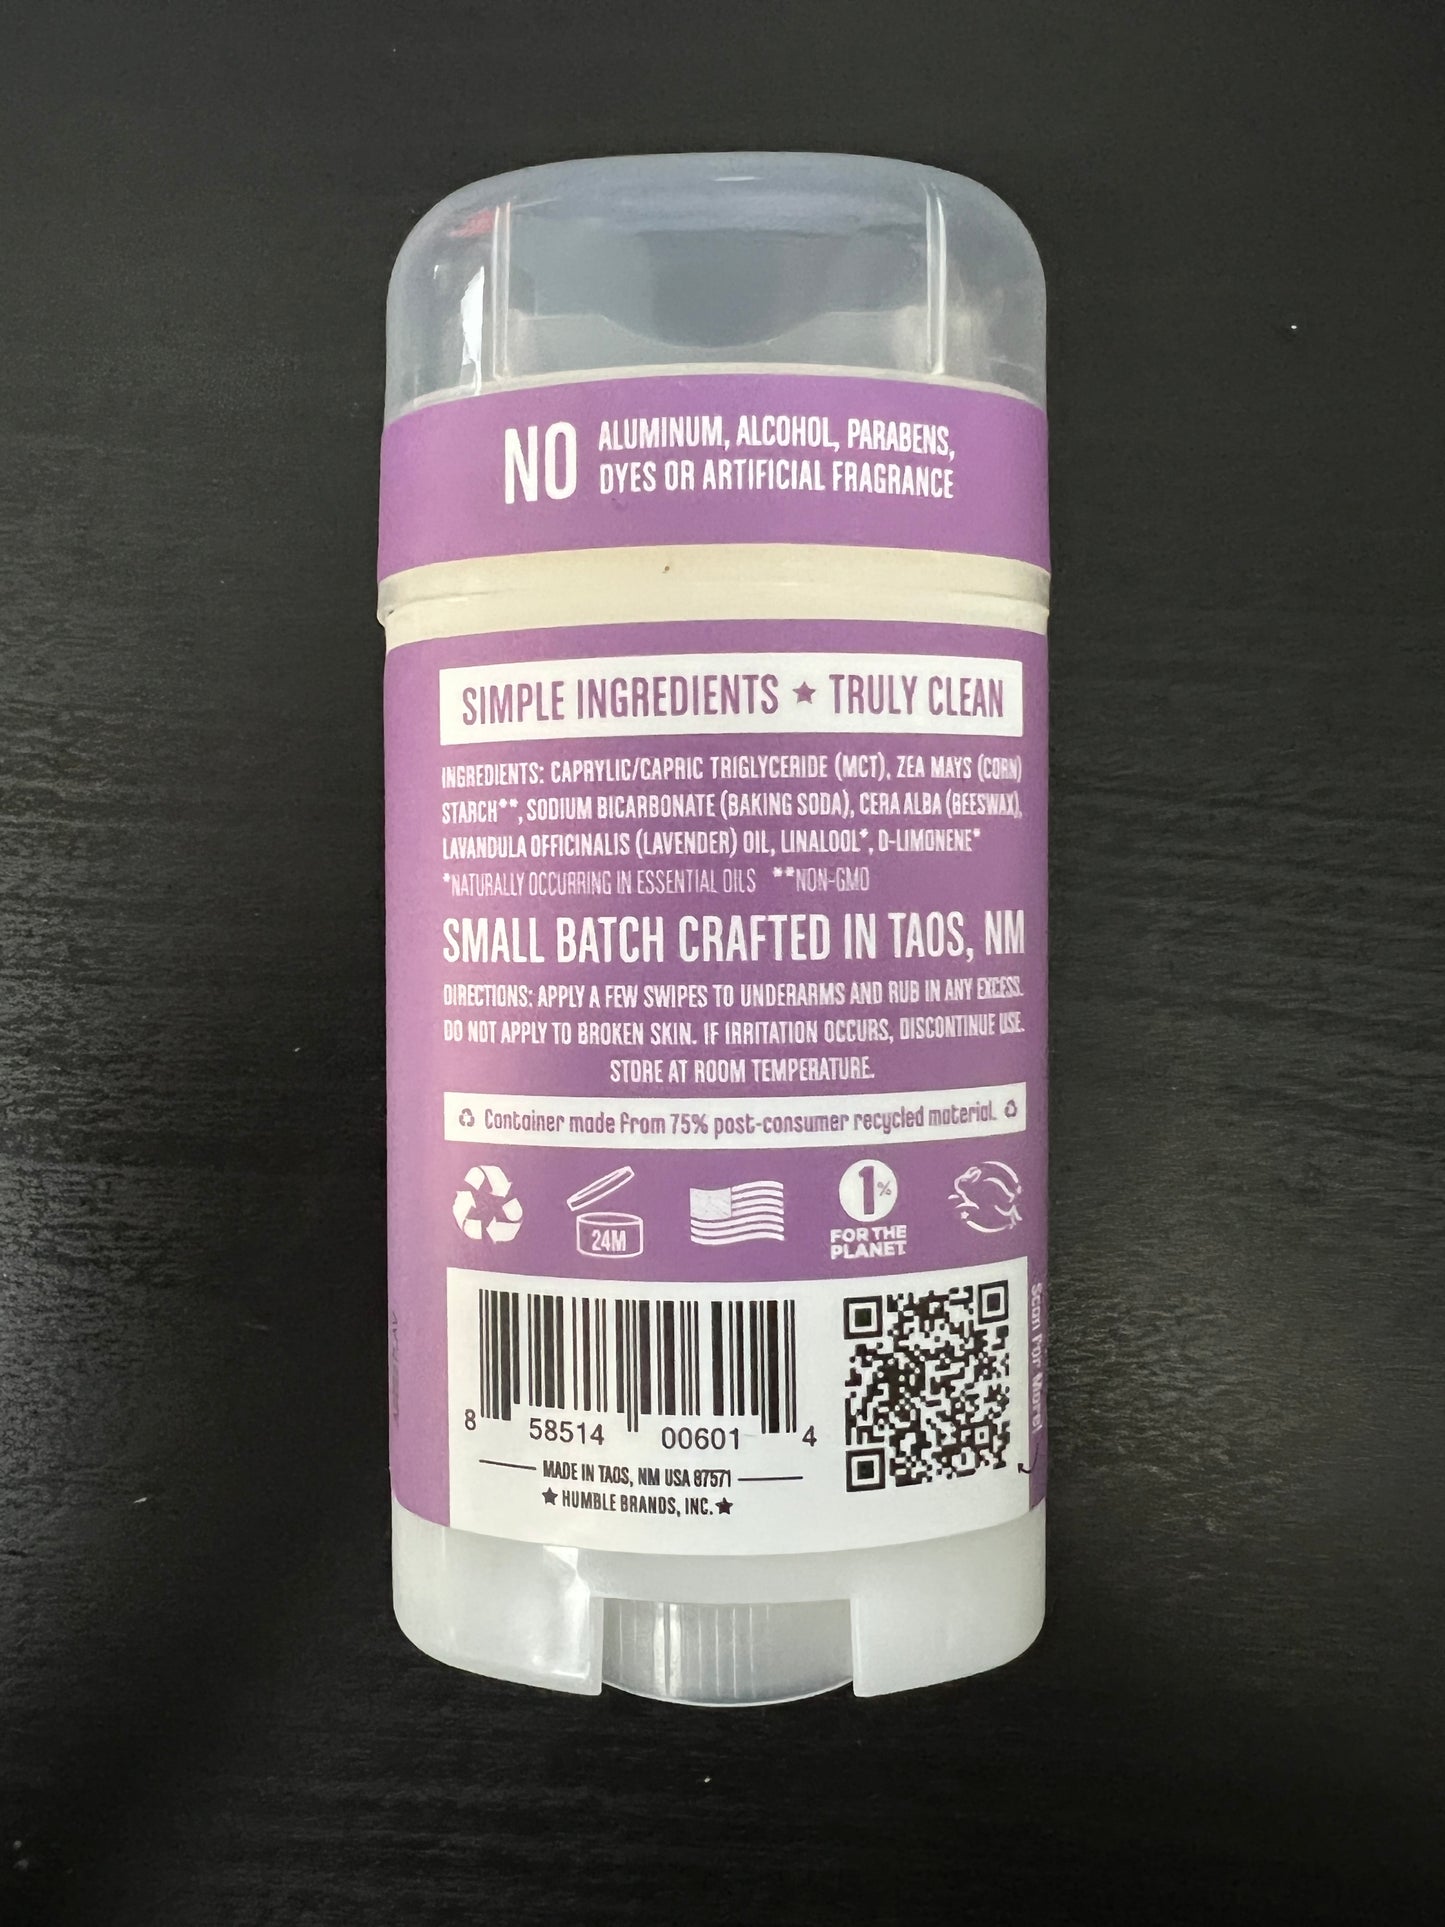 NO ALUMINUM, ALCOHOL, PARABENS,
DYES OR ARTIFICIAL FRAGRANCE
SIMPLE INGREDIENTS ★ TRULY CLEAN
INGREDIENTS: CAPRYLIC/CAPRIC TRIGLYCERIDE (MCT), ZEA MAYS (CORN)
STARCH**, SODIUM BICARBONATE (BAKING SODA), CERA ALBA (BEESWAX),
LAVANDULA OFFICINALIS (LAVENDER) OIL, LINALOOL*, D-LIMONENE*
*NATURALLY OCCURRING IN ESSENTIAL OILS **NON-GMO
SMALL BATCH CRAFTED IN TAOS, NM
DIRECTIONS: APPLY A FEW SWIPES TO UNDERARMS AND RUB IN ANY EXCESS.
DO NOT APPLY TO BROKEN SKIN. IF IRRITATION OCCURS, DISCONTINUE USE.
STORE AT ROOM TEMPERATURE.
Container made from 75% post-consumer recycled material.
24M
1%
FOR THE
PLANET
8 58514 00601 4
MADE IN TAOS, NM USA 87571
★ HUMBLE BRANDS, INC. ★
Scan For More!